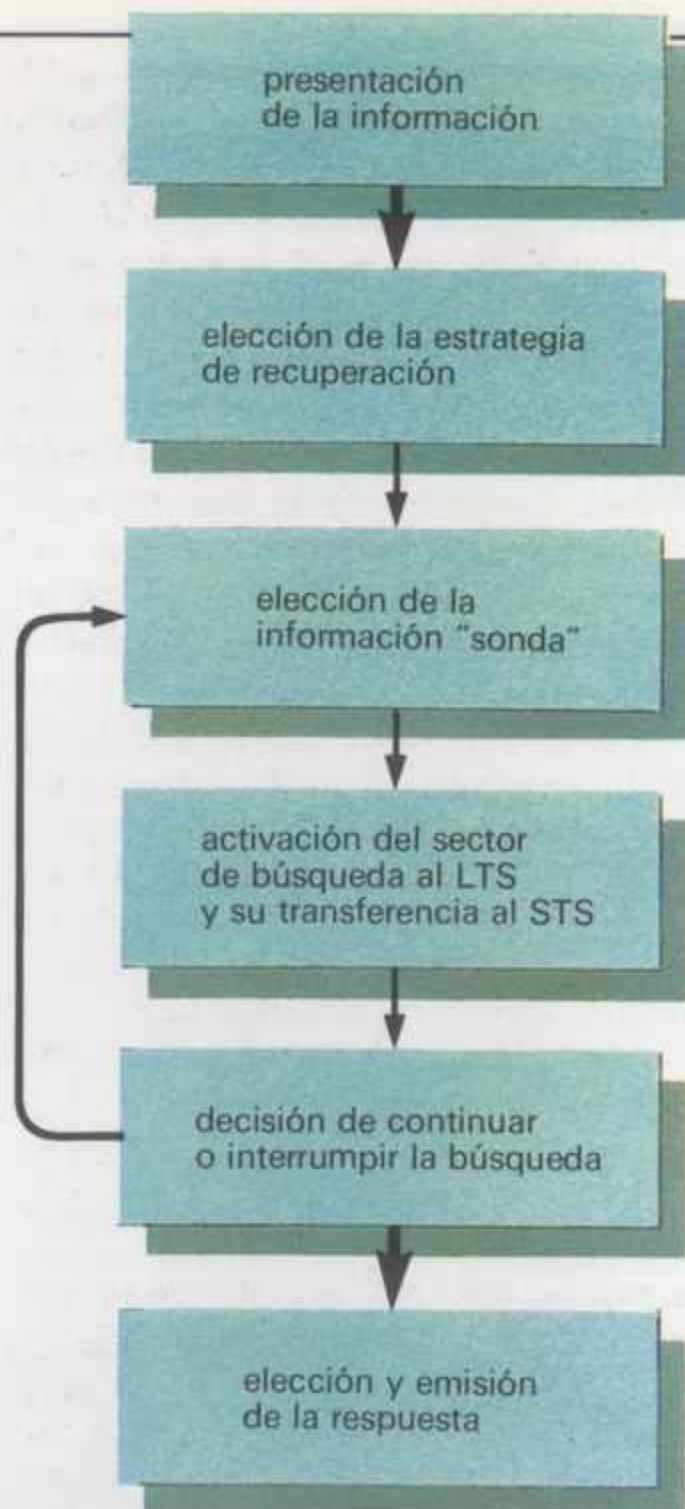 presentación
de la información
elección de la estrategia
de recuperación
elección de la
información "sonda"
activación del sector
de búsqueda al LTS
y su transferencia al STS
decisión de continuar
o interrumpir la búsqueda
elección y emisión
de la respuesta